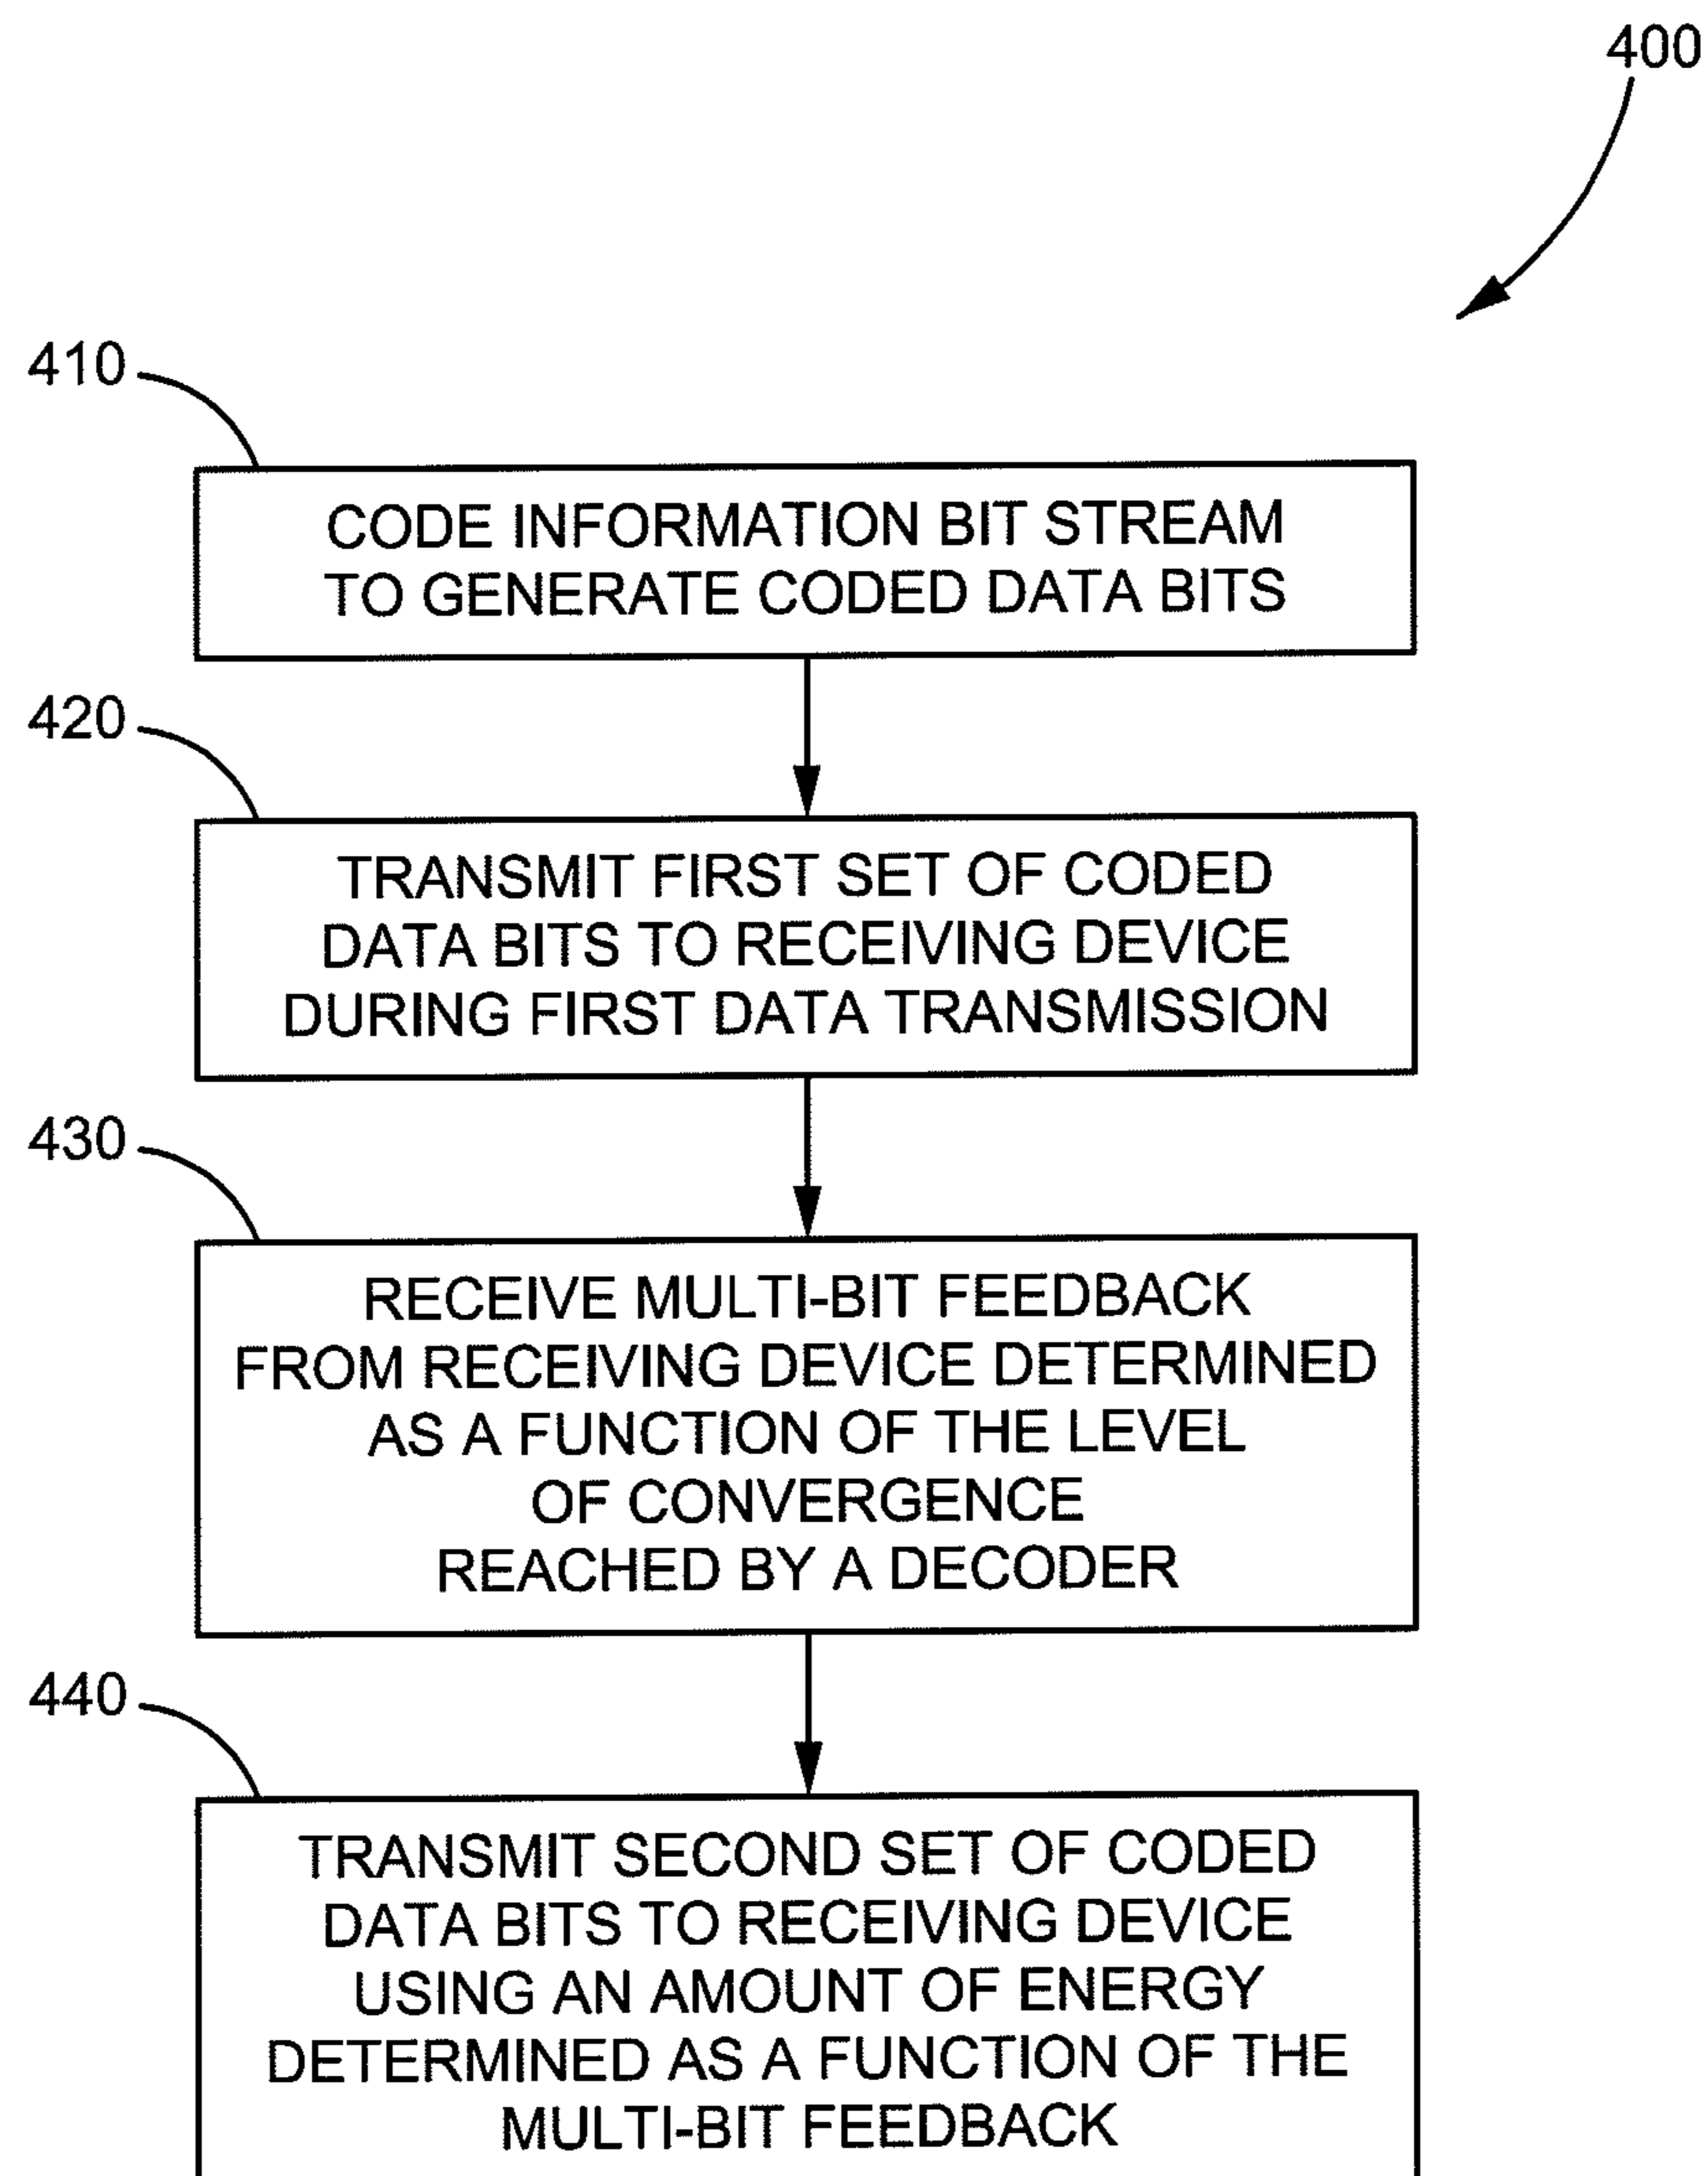 400
410
CODE INFORMATION BIT STREAM
TO GENERATE CODED DATA BITS
420
TRANSMIT FIRST SET OF CODED
DATA BITS TO RECEIVING DEVICE
DURING FIRST DATA TRANSMISSION
430
RECEIVE MULTI-BIT FEEDBACK
FROM RECEIVING DEVICE DETERMINED
AS A FUNCTION OF THE LEVEL
OF CONVERGENCE
REACHED BY A DECODER
440
TRANSMIT SECOND SET OF CODED
DATA BITS TO RECEIVING DEVICE
USING AN AMOUNT OF ENERGY
DETERMINED AS A FUNCTION OF THE
MULTI-BIT FEEDBACK